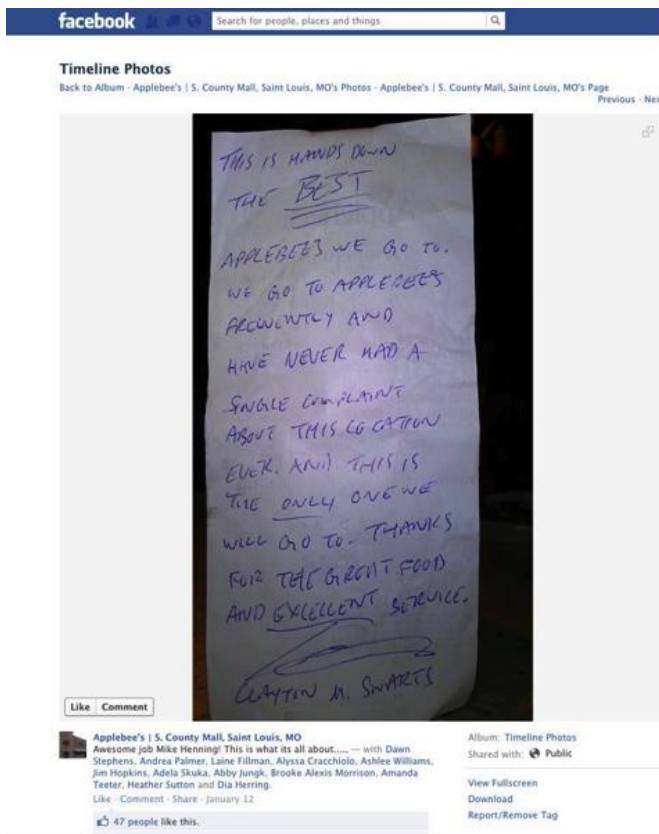 facebook
Search for people, places and things
Timeline Photos
Back to Album · Applebee's | S. County Mall, Saint Louis, MO's Photos · Applebee's | S. County Mall, Saint Louis, MO's Page
Previous · Nex
THIS IS HANDS DOWN
THE BEST
APPLEBEES WE GO TO.
WE GO TO APPLEBEES
FREQUENTLY AND
HAVE NEVER HAD A
SINGLE COMPLAINT
ABOUT THIS LOCATION
EVER. AND THIS IS
THE ONLY ONE WE
WILL GO TO. THANKS
FOR THE GREAT FOOD
AND EXCELLENT SERVICE.
CLAYTON M. SWARTS
Like Comment
Applebee's | S. County Mall, Saint Louis, MO
Awesome job Mike Henning! This is what its all about..... — with Dawn
Stephens, Andrea Palmer, Laine Fillman, Alyssa Cracchiolo, Ashlee Williams,
Jim Hopkins, Adela Skuka, Abby Jungk, Brooke Alexis Morrison, Amanda
Teeter, Heather Sutton and Dia Herring.
Like · Comment · Share · January 12
47 people like this.
Album: Timeline Photos
Shared with: Public
View Fullscreen
Download
Report/Remove Tag